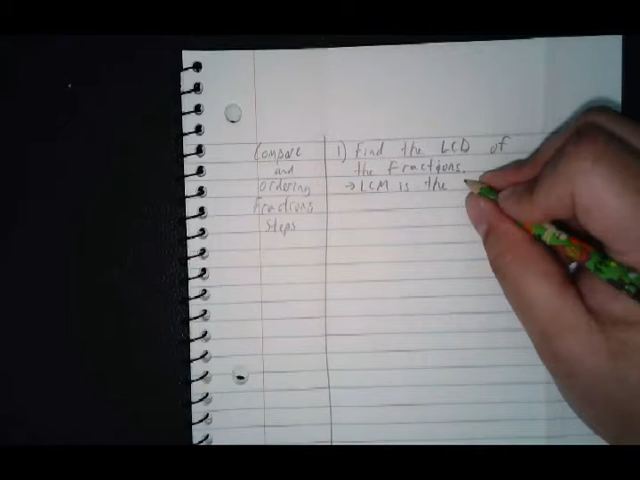 Compare
and
ordering
Fractions
Steps
1) Find the LCD of
the Fractions.
→ LCM is the